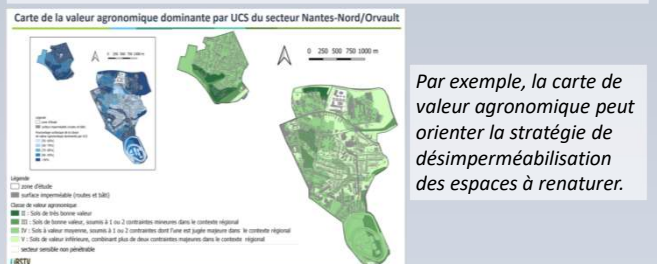 Carte de la valeur agronomique dominante par UCS du secteur Nantes-Nord/Orvault
0 250 500 750 1000 m
Par exemple, la carte de
valeur agronomique peut
orienter la stratégie de
désimperméabilisation
des espaces à renaturer.
Légende
zone d'étude
surface imperméable (routes et bâti)
Classe de valeur agronomique
II : Sols de très bonne valeur
III : Sols de bonne valeur, soumis à 1 ou 2 contraintes mineures dans le contexte régional
IV : Sols à valeur moyenne, soumis à 1 ou 2 contraintes dont l'une est jugée majeure dans le contexte régional
V : Sols de valeur inférieure, combinant plus de deux contraintes majeures dans le contexte régional
secteur sensible non pénétrable
IRSTV